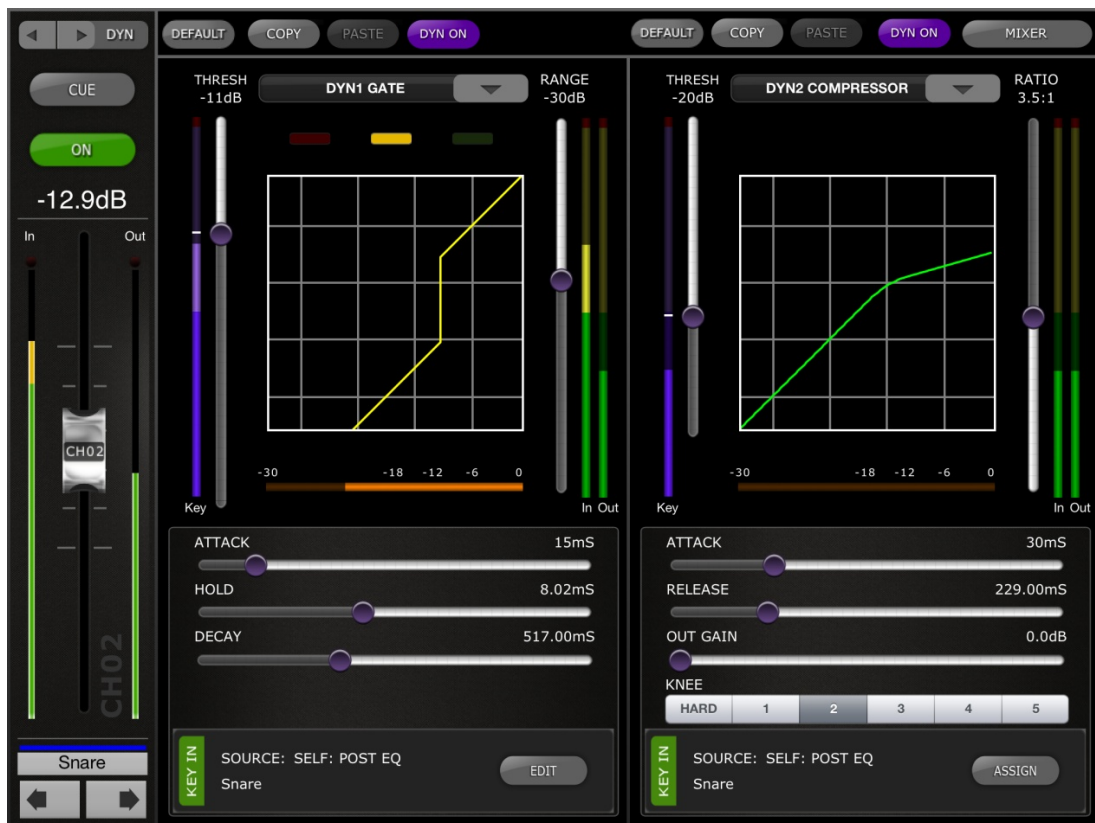 DYN
DEFAULT COPY PASTE DYN ON
DEFAULT COPY PASTE DYN ON MIXER
CUE
ON
-12.9dB
In Out
CH02
CH02
Snare
THRESH
-11dB
DYN1 GATE
RANGE
-30dB
-30 -18 -12 -6 0
Key
In Out
ATTACK 15mS
HOLD 8.02mS
DECAY 517.00mS
KEY IN
SOURCE: SELF: POST EQ
Snare
EDIT
THRESH
-20dB
DYN2 COMPRESSOR
RATIO
3.5:1
-30 -18 -12 -6 0
Key
In Out
ATTACK 30mS
RELEASE 229.00mS
OUT GAIN 0.0dB
KNEE
HARD 1 2 3 4 5
KEY IN
SOURCE: SELF: POST EQ
Snare
ASSIGN